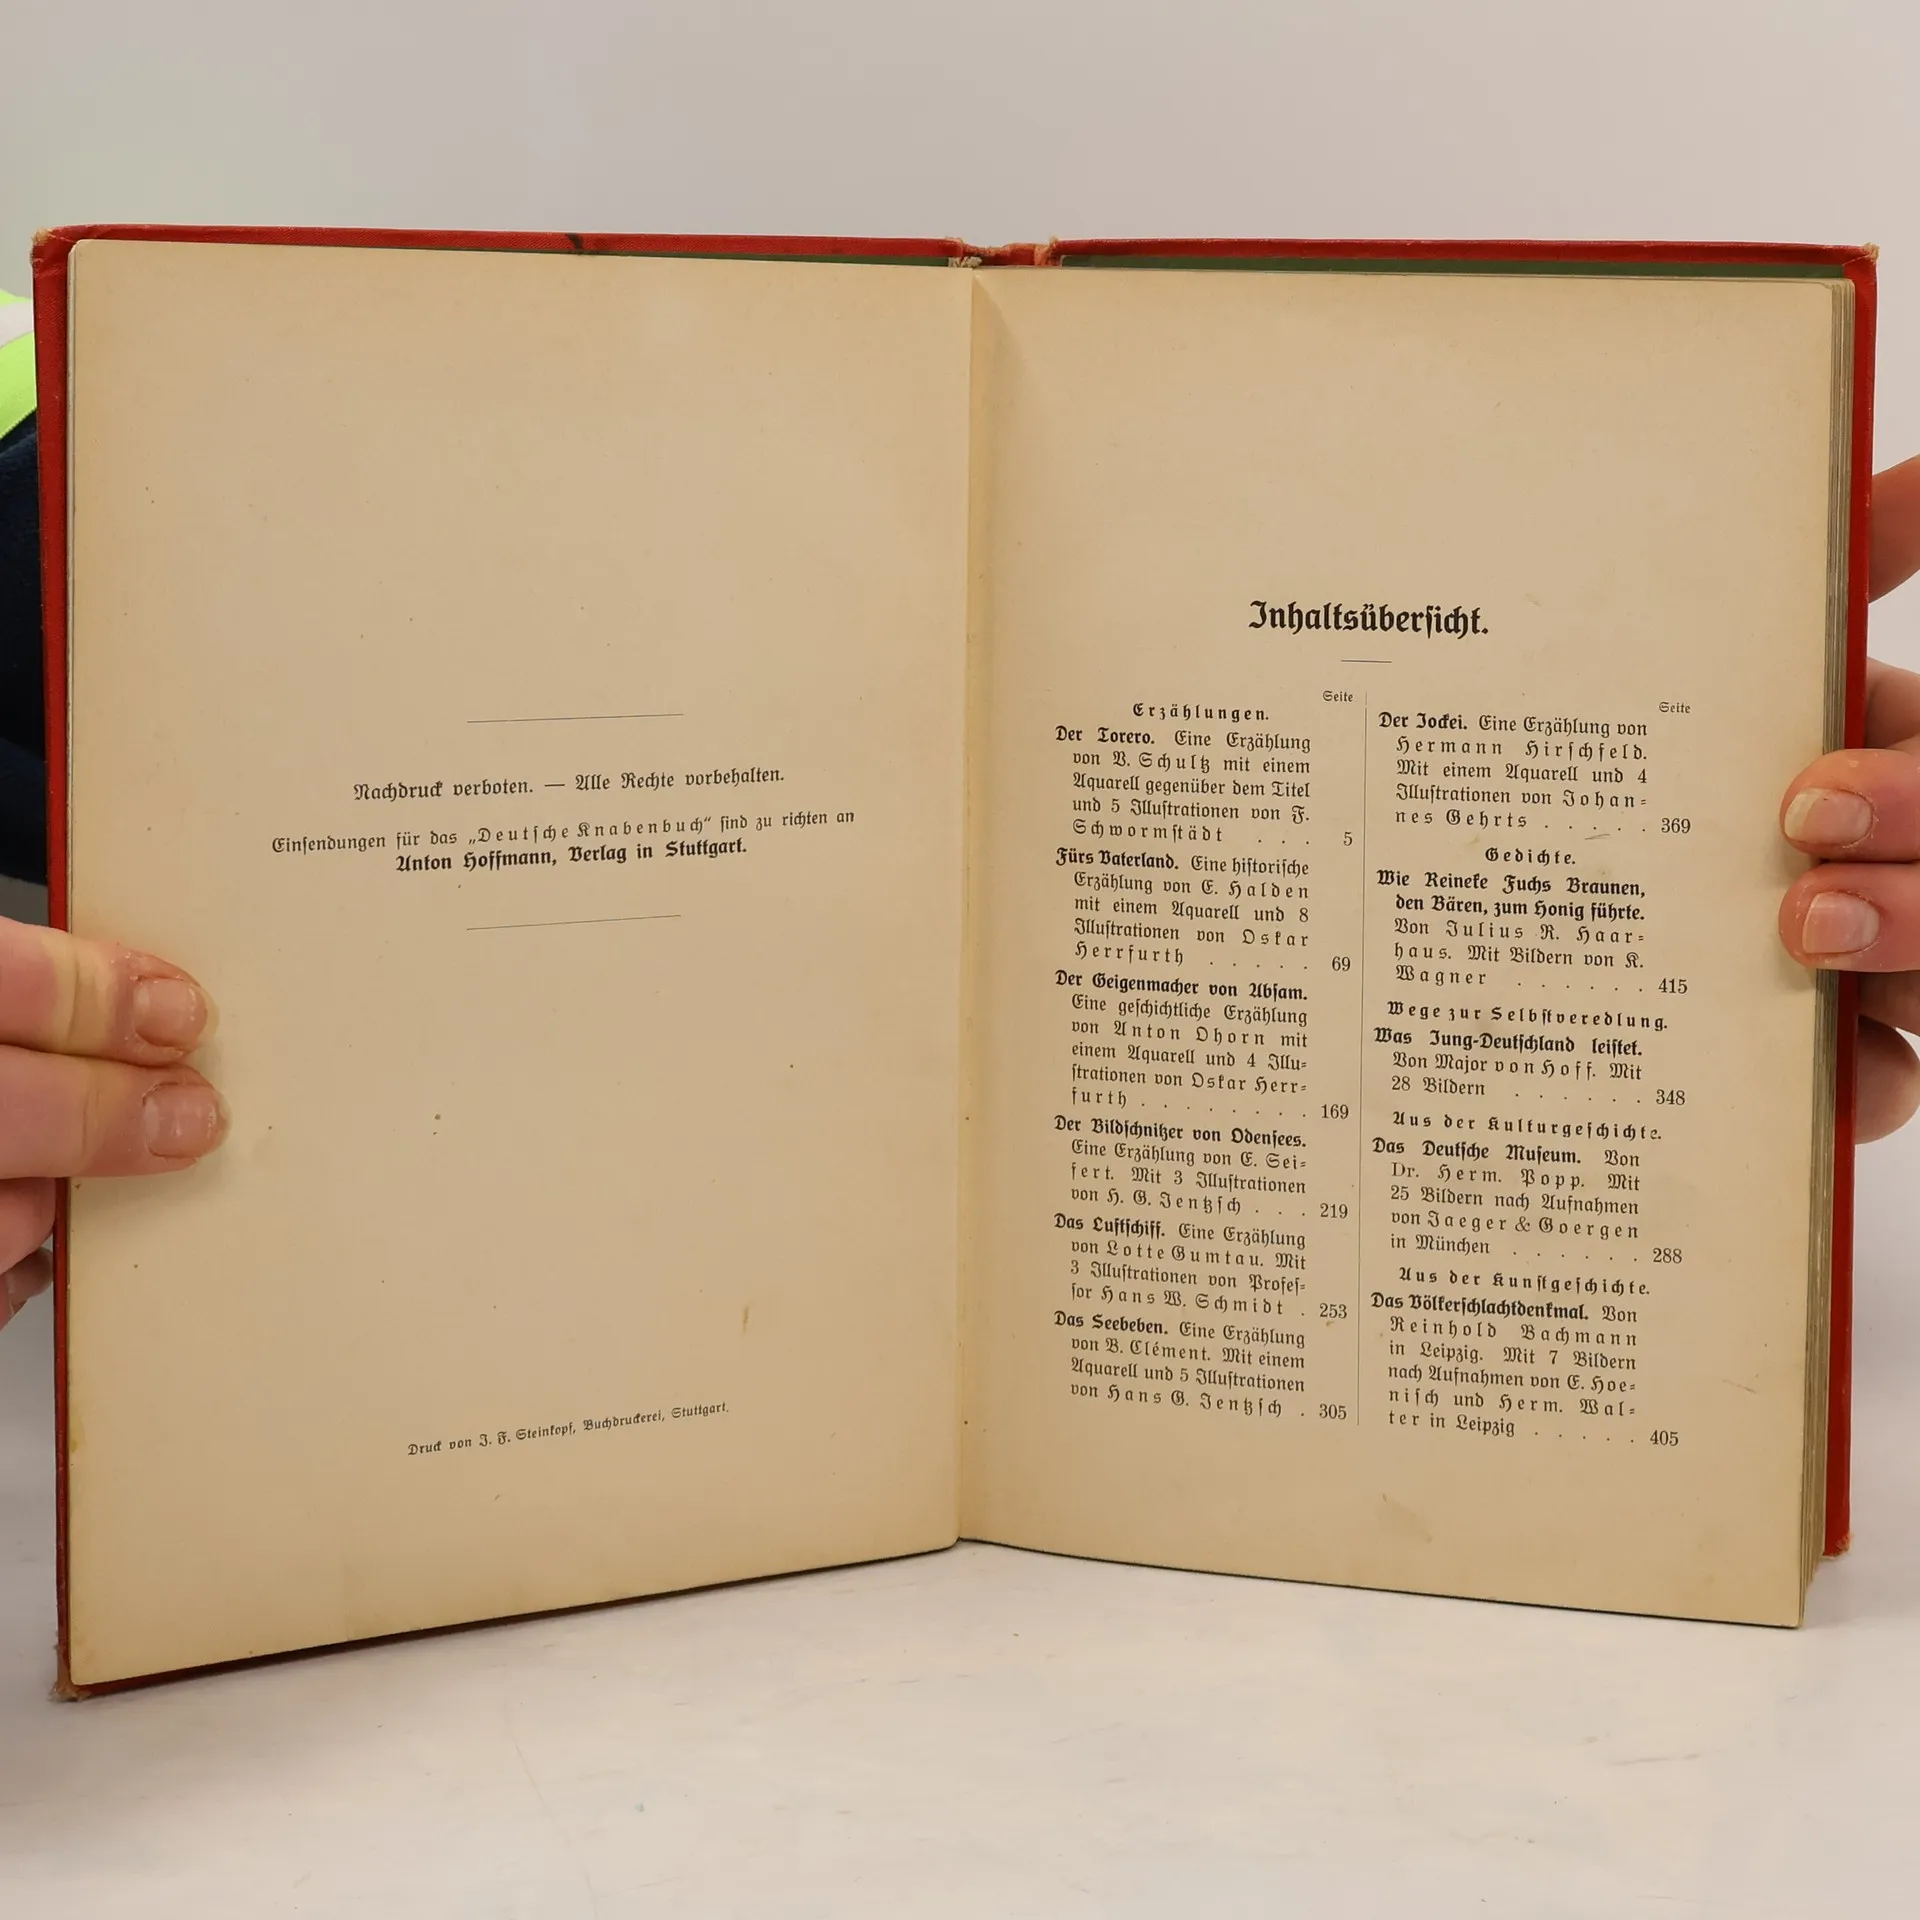 Nachdruck verboten. — Alle Rechte vorbehalten.
Einsendungen für das „Deutsche Knabenbuch“ sind zu richten an
Anton Hoffmann, Verlag in Stuttgart.
Druck von J. F. Steinkopf, Buchdruckerei, Stuttgart.
Inhaltsübersicht.
Seite
Erzählungen.
Der Torero. Eine Erzählung
von V. Schultz mit einem
Aquarell gegenüber dem Titel
und 5 Illustrationen von F.
Schwormstädt . . . 5
Fürs Vaterland. Eine historische
Erzählung von E. Halden
mit einem Aquarell und 8
Illustrationen von Oskar
Herrfurth . . . . . 69
Der Geigenmacher von Absam.
Eine geschichtliche Erzählung
von Anton Ohorn mit
einem Aquarell und 4 Illu-
strationen von Oskar Herr-
furth . . . . . . . . 169
Der Bildschnitzer von Odensees.
Eine Erzählung von E. Sei-
fert. Mit 3 Illustrationen
von H. G. Jentzsch . . . 219
Das Luftschiff. Eine Erzählung
von Lotte Gumtau. Mit
3 Illustrationen von Profes-
sor Hans W. Schmidt . 253
Das Seebeben. Eine Erzählung
von B. Clément. Mit einem
Aquarell und 5 Illustrationen
von Hans G. Jentzsch . 305
Seite
Der Jockei. Eine Erzählung von
Hermann Hirschfeld.
Mit einem Aquarell und 4
Illustrationen von Johan-
nes Gehrts . . . . . 369
Gedichte.
Wie Reineke Fuchs Braunen,
den Bären, zum Honig führte.
Von Julius R. Haar-
haus. Mit Bildern von K.
Wagner . . . . . . 415
Wege zur Selbstveredlung.
Was Jung-Deutschland leistet.
Von Major von Hoff. Mit
28 Bildern . . . . . . 348
Aus der Kulturgeschichte.
Das Deutsche Museum. Von
Dr. Herm. Popp. Mit
25 Bildern nach Aufnahmen
von Jaeger & Goergen
in München . . . . . . 288
Aus der Kunstgeschichte.
Das Völkerschlachtdenkmal. Von
Reinhold Bachmann
in Leipzig. Mit 7 Bildern
nach Aufnahmen von E. Hoe-
nisch und Herm. Wal-
ter in Leipzig . . . . . 405